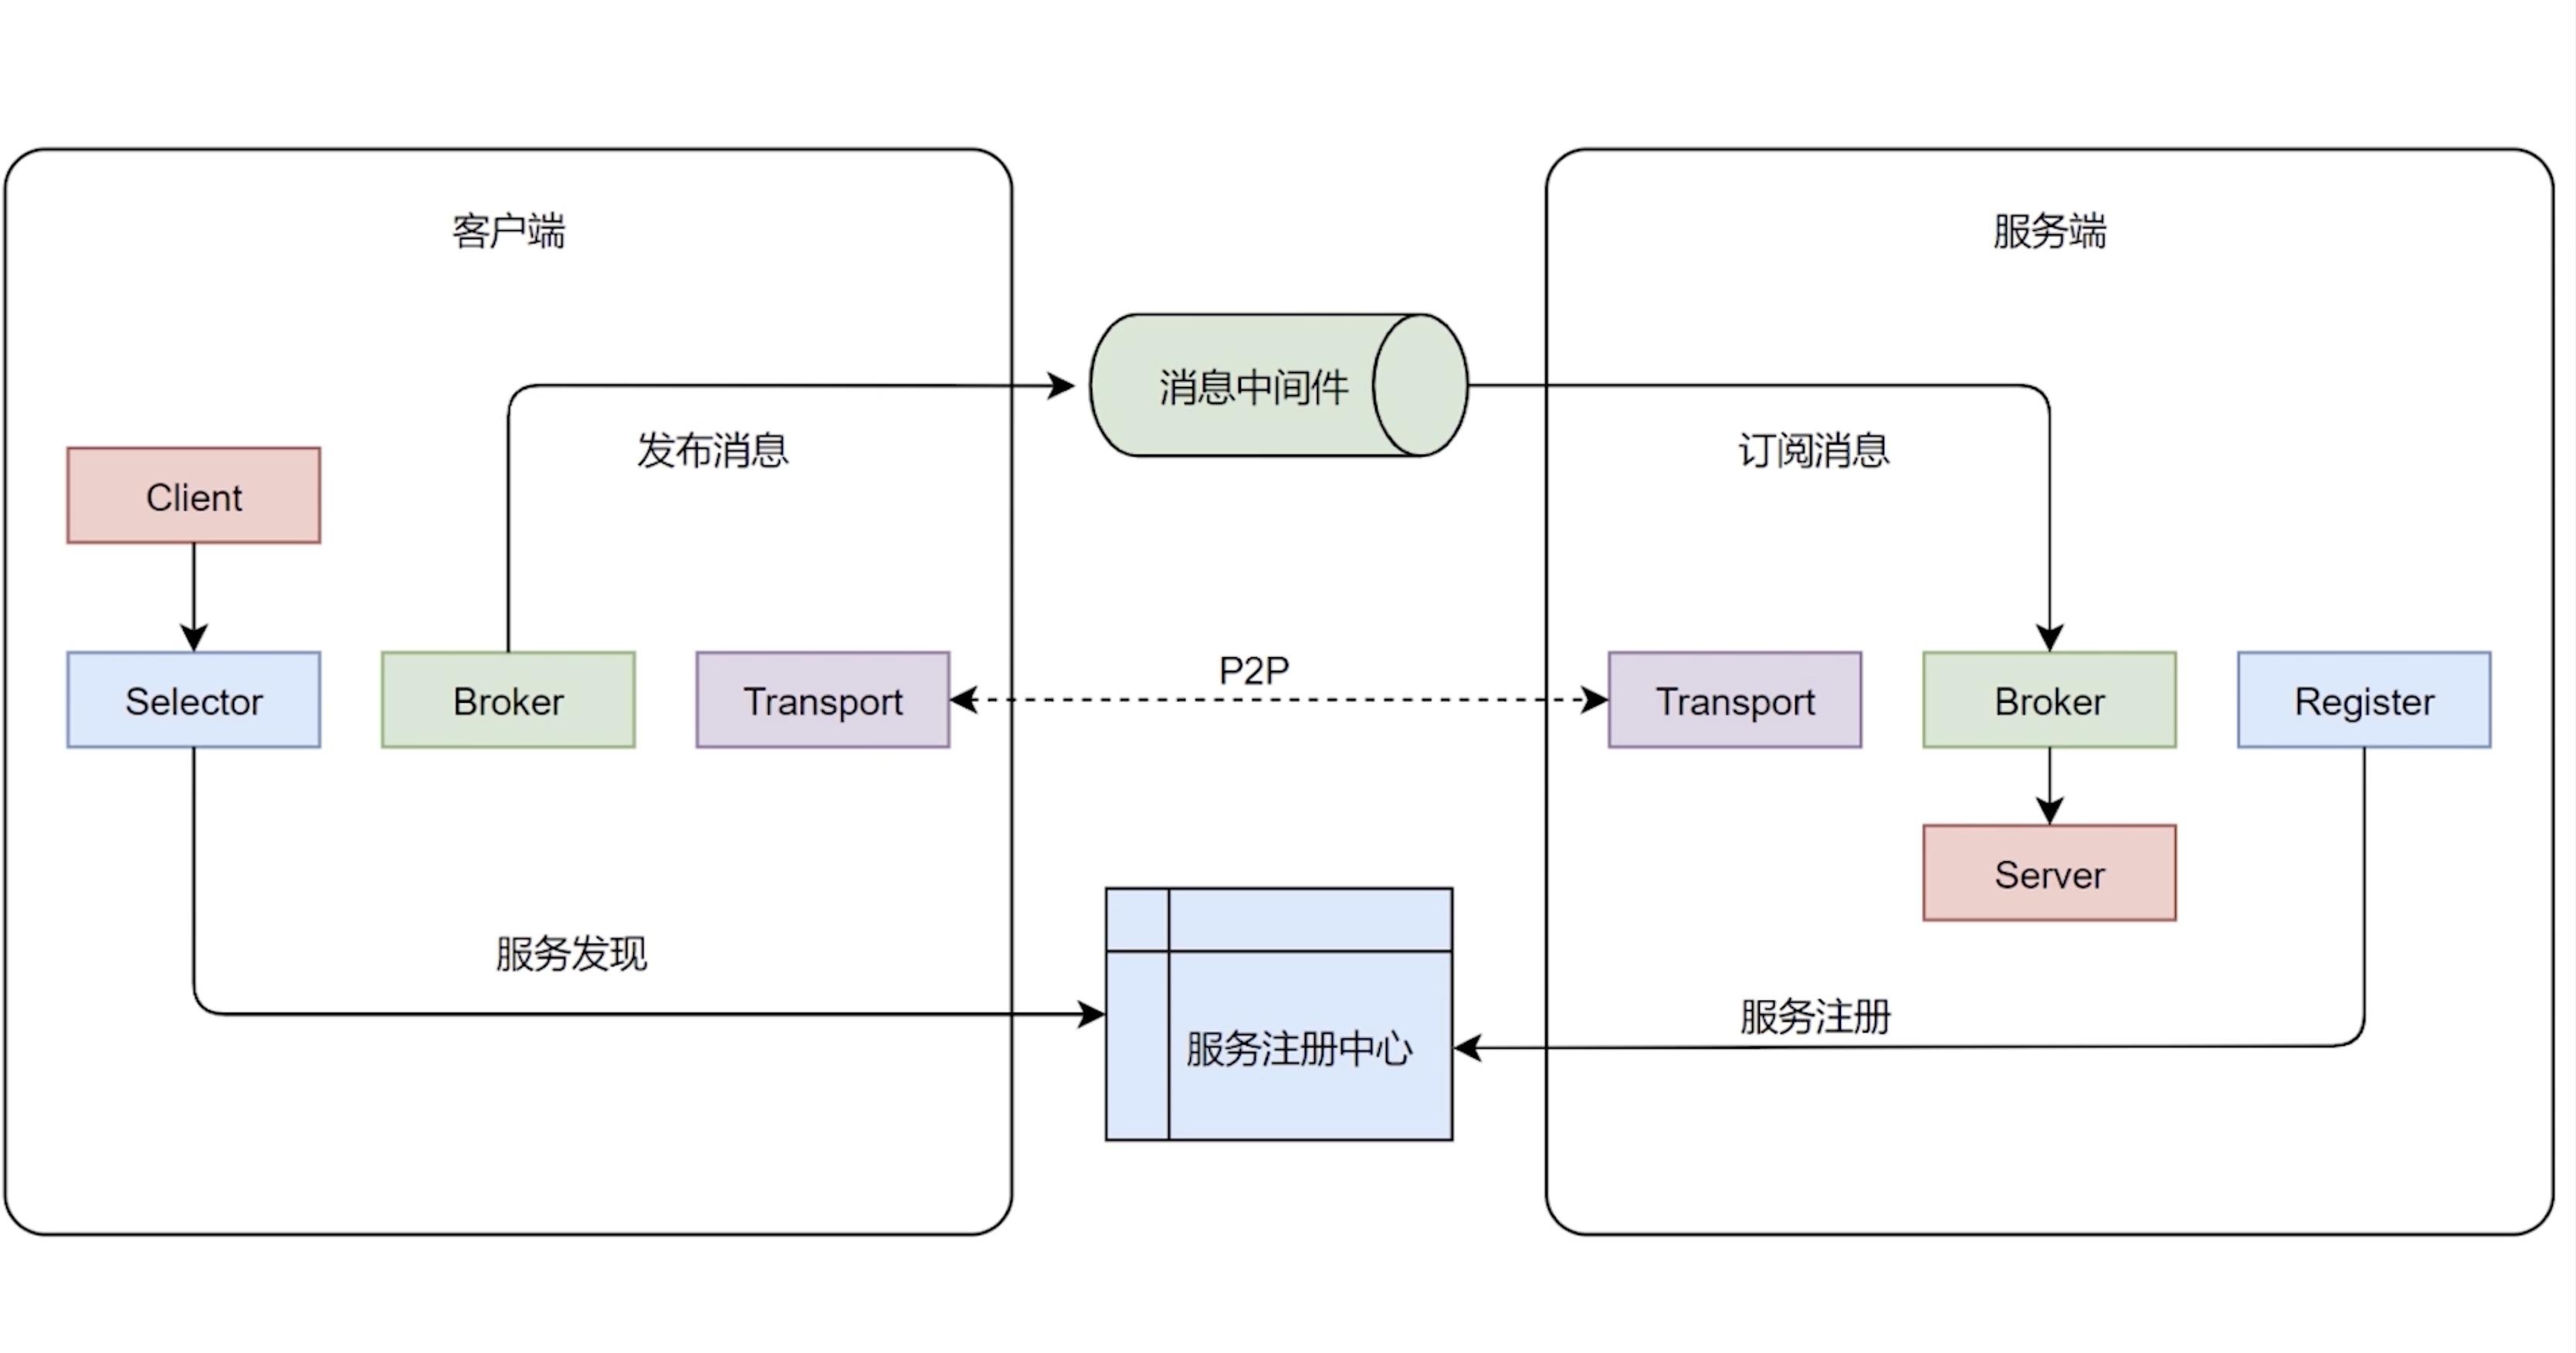 客户端
服务端
消息中间件
发布消息
订阅消息
Client
P2P
Selector
Broker
Transport
Transport
Broker
Register
Server
服务发现
服务注册
服务注册中心